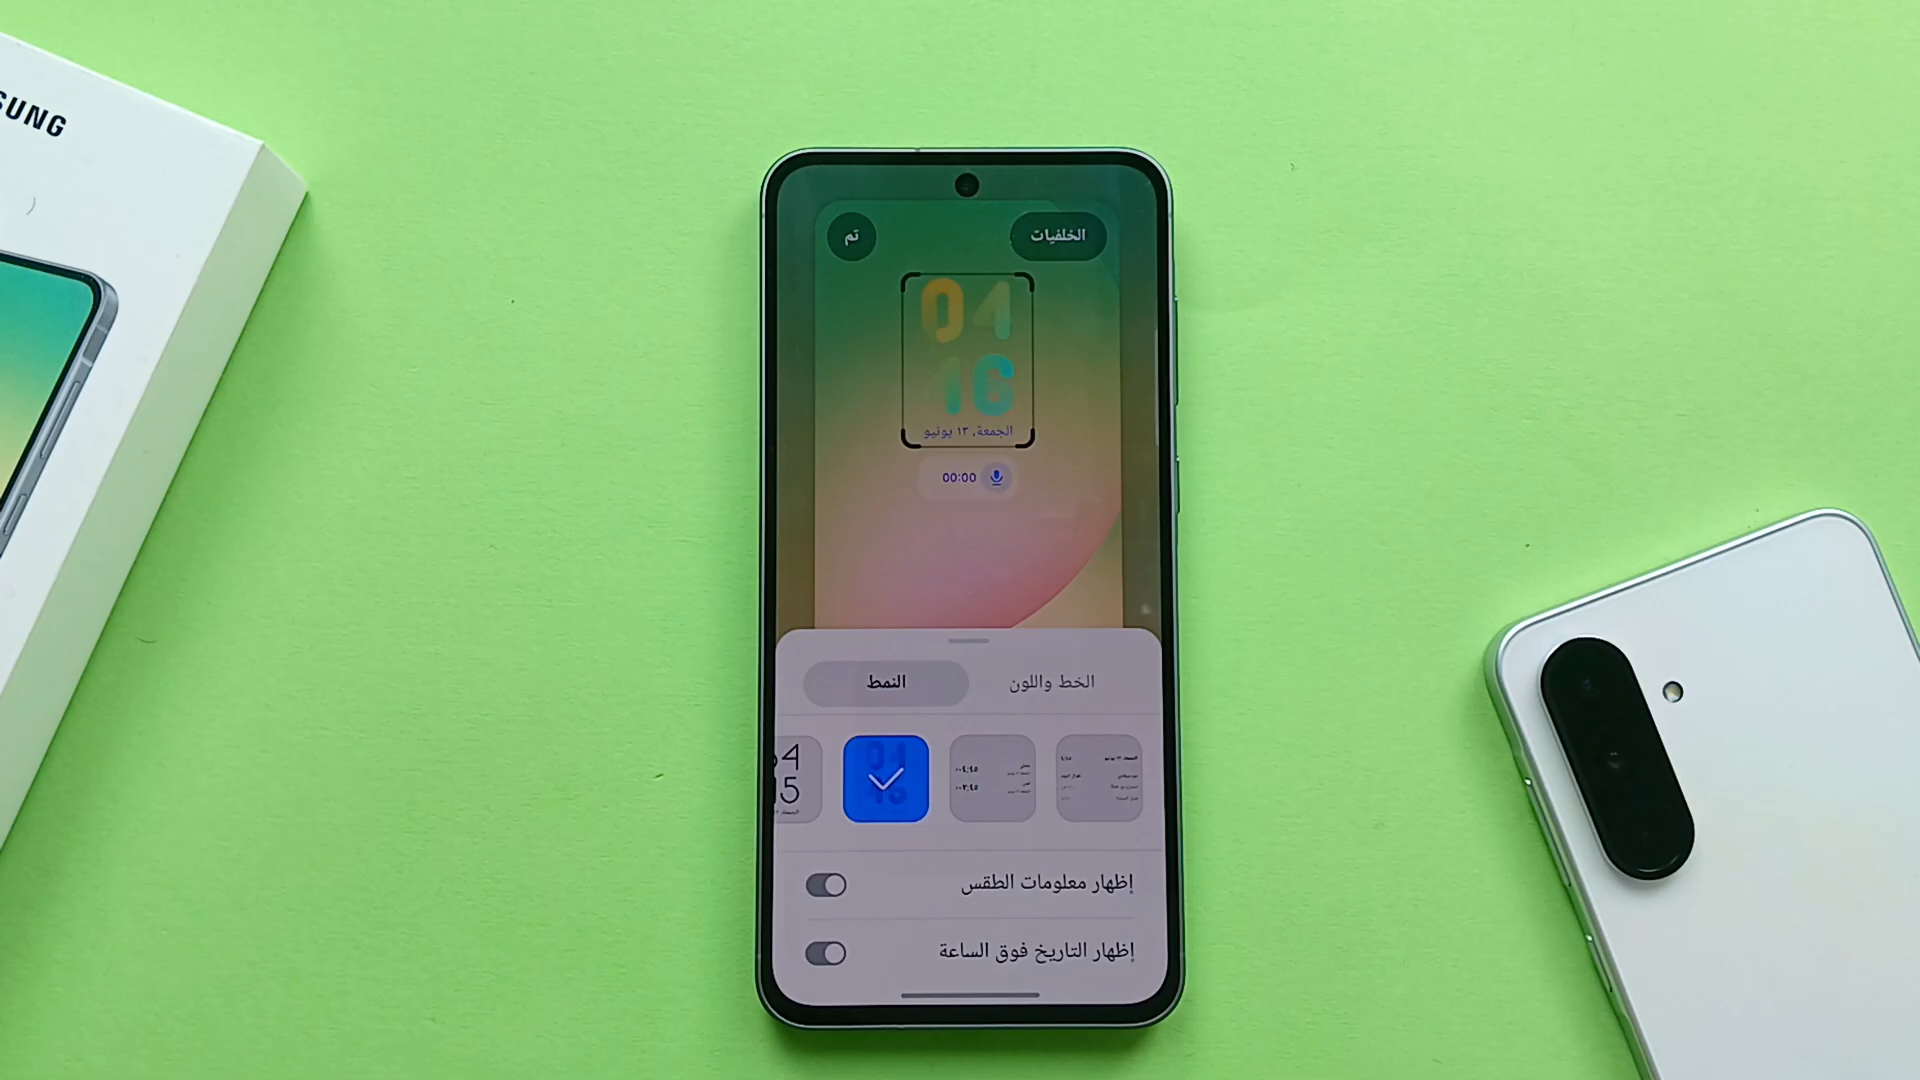 SUNG
الخلفيات
تم
04
الجمعة، ١٣ يونيو
00:00
الخط واللون
النمط
04
إظهار معلومات الطقس
إظهار التاريخ فوق الساعة